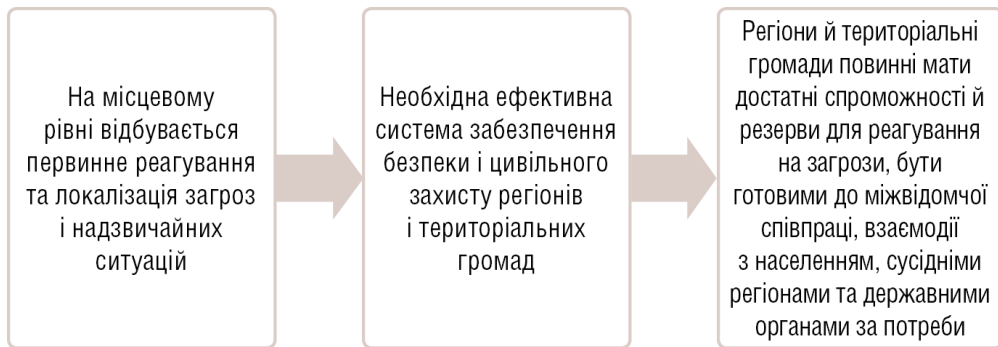 На місцевому
рівні відбувається
первинне реагування
та локалізація загроз
і надзвичайних
ситуацій
Необхідна ефективна
система забезпечення
безпеки і цивільного
захисту регіонів
і територіальних
громад
Регіони й територіальні
громади повинні мати
достатні спроможності й
резерви для реагування
на загрози, бути
готовими до міжвідомчої
співпраці, взаємодії
з населенням, сусідніми
регіонами та державними
органами за потреби